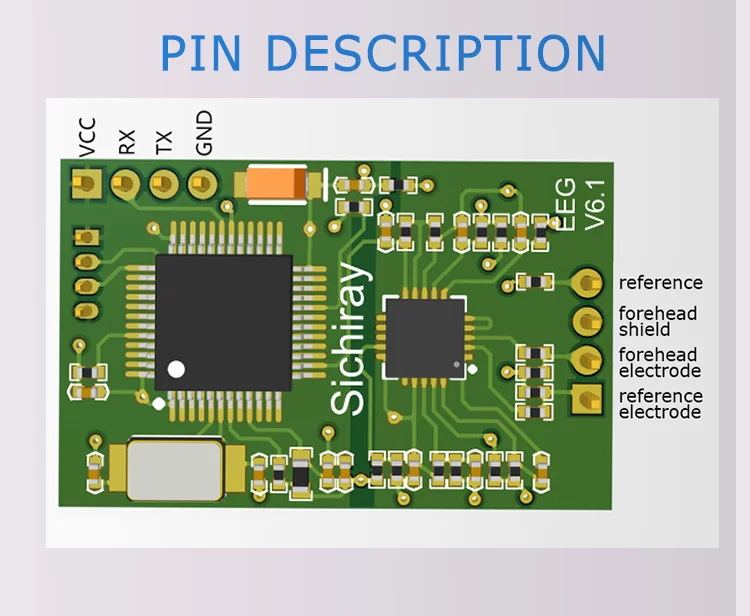 PIN DESCRIPTION
VCC
RX
TX
GND
EEG
V6.1
Sichiray
reference
forehead
shield
forehead
electrode
reference
electrode